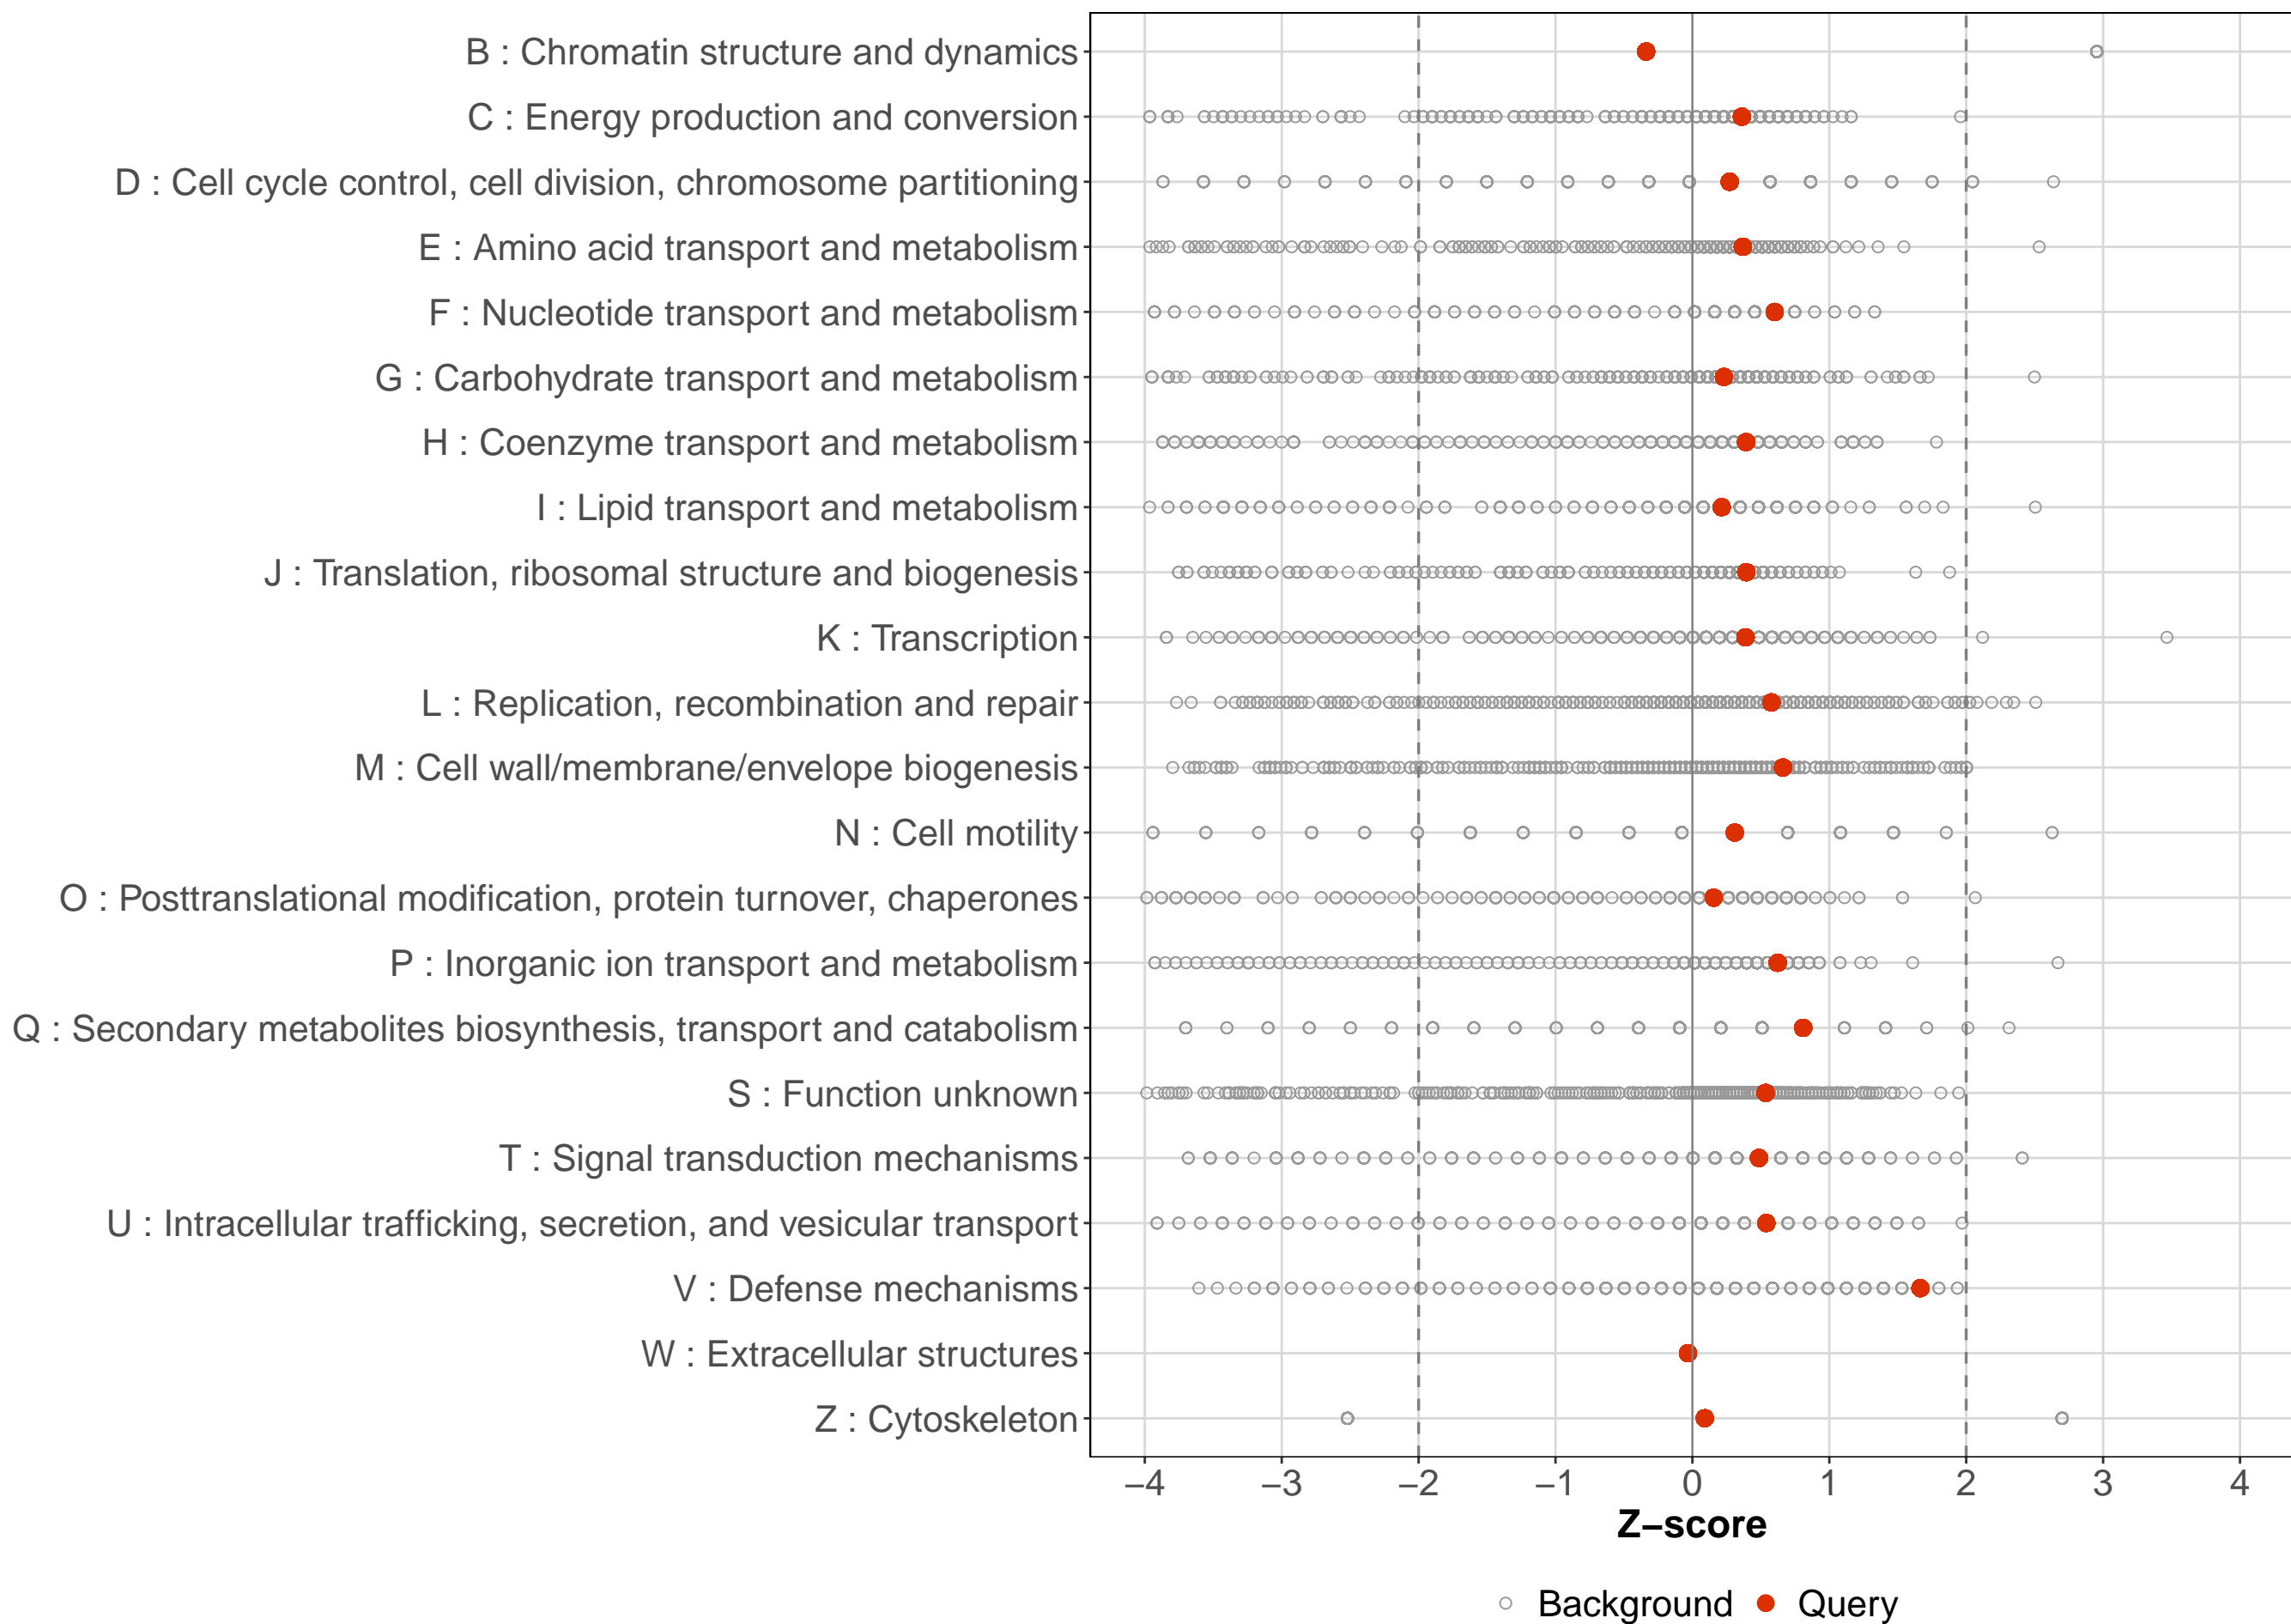 B : Chromatin structure and dynamics
C : Energy production and conversion
D : Cell cycle control, cell division, chromosome partitioning
E : Amino acid transport and metabolism
F : Nucleotide transport and metabolism
G : Carbohydrate transport and metabolism
H : Coenzyme transport and metabolism
I : Lipid transport and metabolism
J : Translation, ribosomal structure and biogenesis
K : Transcription
L : Replication, recombination and repair
M : Cell wall/membrane/envelope biogenesis
N : Cell motility
O : Posttranslational modification, protein turnover, chaperones
P : Inorganic ion transport and metabolism
Q : Secondary metabolites biosynthesis, transport and catabolism
S : Function unknown
T : Signal transduction mechanisms
U : Intracellular trafficking, secretion, and vesicular transport
V : Defense mechanisms
W : Extracellular structures
Z : Cytoskeleton
−4 −3 −2 −1 0 1 2 3 4
Z−score
Background Query